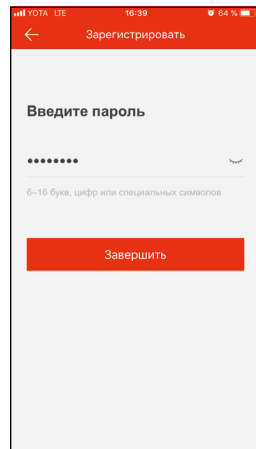 YOTA LTE 16:39 64 %
Зарегистрировать
Введите пароль
••••••••
6–16 букв, цифр или специальных символов
Завершить